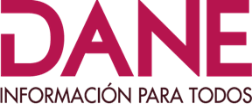 DANE
INFORMACIÓN PARA TODOS